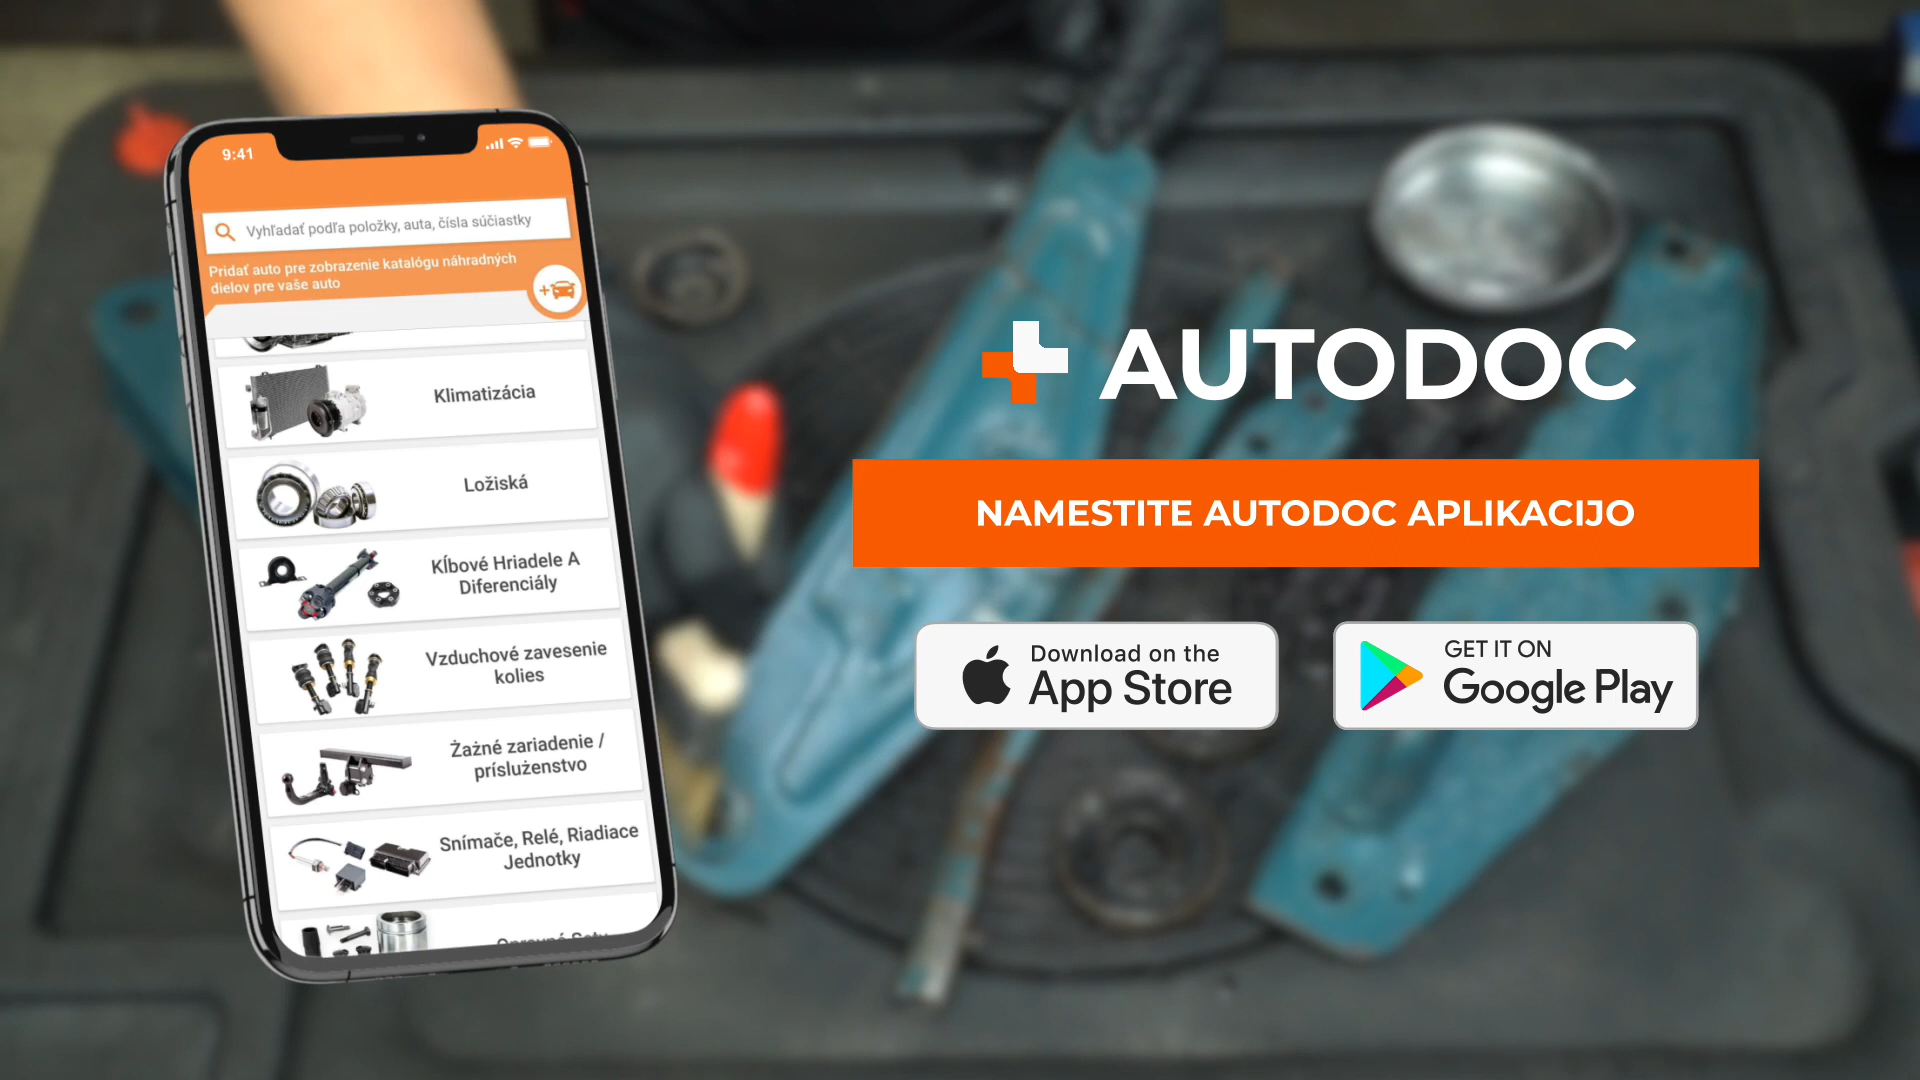 9:41
Vyhľadať podľa položky, auta, čísla súčiastky
Pridať auto pre zobrazenie katalógu náhradných
dielov pre vaše auto
Klimatizácia
Ložiská
Kĺbové Hriadele A
Diferenciály
Vzduchové zavesenie
kolies
Żażné zariadenie /
príslużenstvo
Snímače, Relé, Riadiace
Jednotky
AUTODOC
NAMESTITE AUTODOC APLIKACIJO
Download on the
App Store
GET IT ON
Google Play